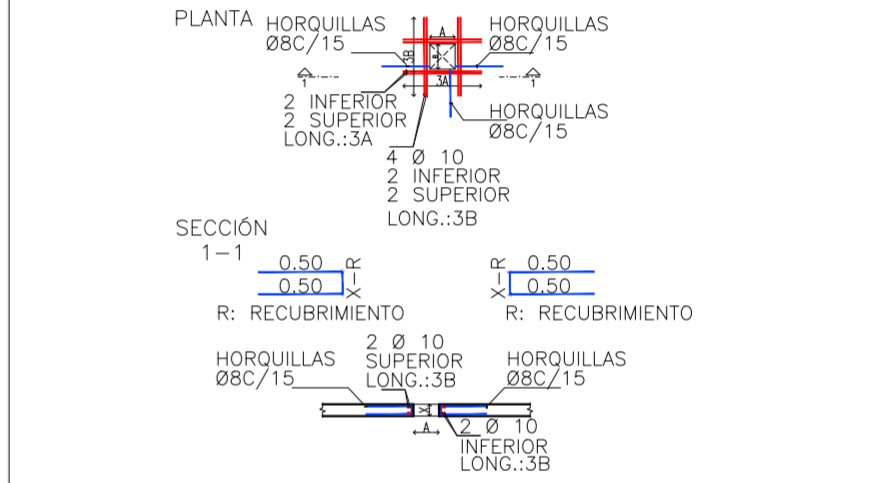 PLANTA
HORQUILLAS
Ø8C/15
A
HORQUILLAS
Ø8C/15
3B
B
1
3A
1
2 INFERIOR
2 SUPERIOR
LONG.:3A
HORQUILLAS
Ø8C/15
4 Ø 10
2 INFERIOR
2 SUPERIOR
LONG.:3B
SECCIÓN
1-1
0.50
0.50
X-R
R: RECUBRIMIENTO
X-R
0.50
0.50
R: RECUBRIMIENTO
HORQUILLAS
Ø8C/15
2 Ø 10
SUPERIOR
LONG.:3B
HORQUILLAS
Ø8C/15
X
A
2 Ø 10
INFERIOR
LONG.:3B